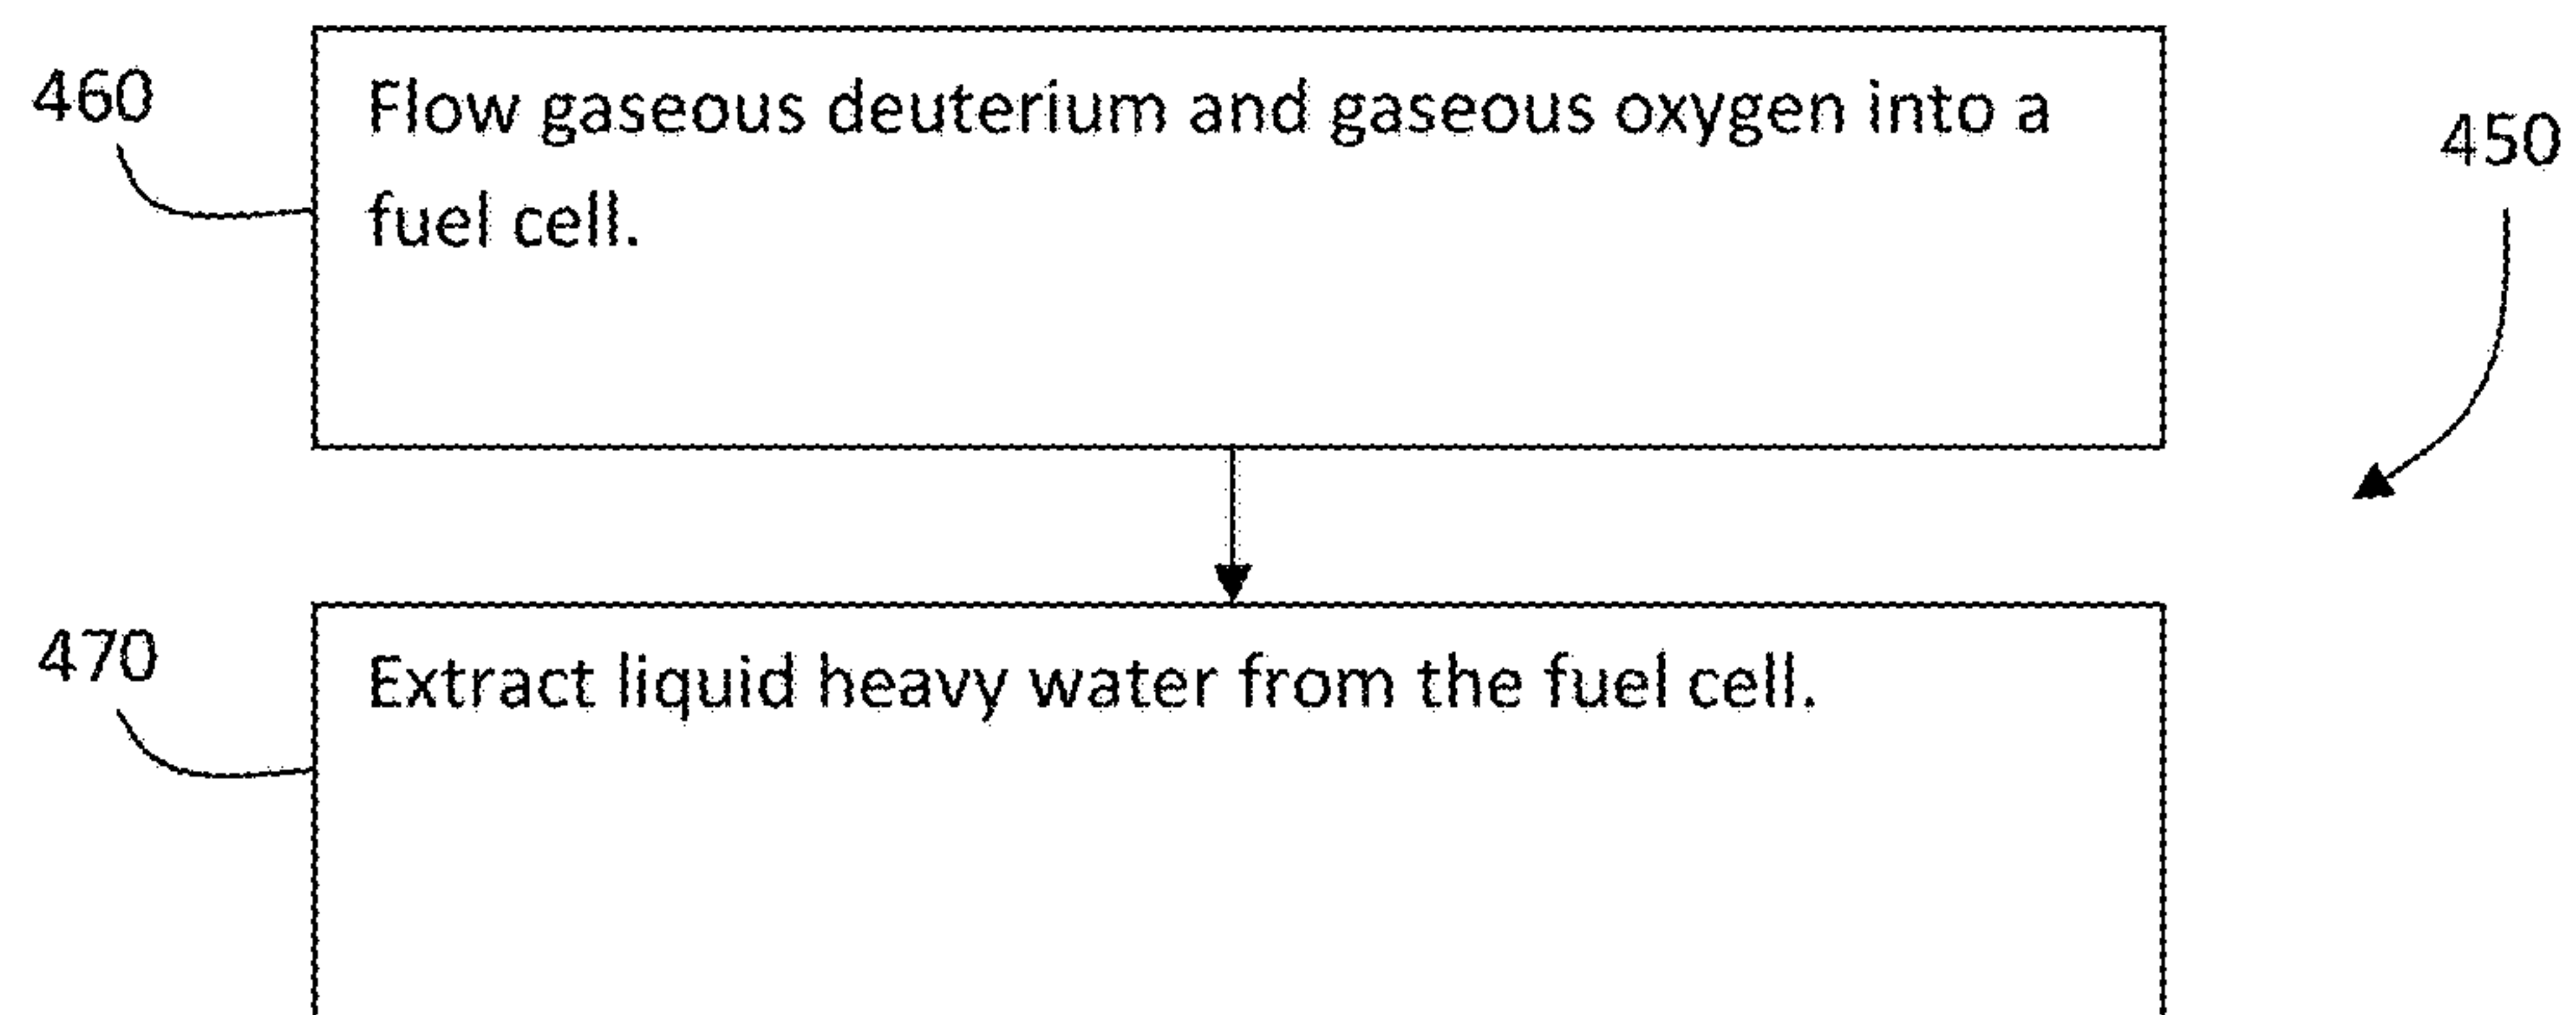 460
Flow gaseous deuterium and gaseous oxygen into a
fuel cell.
450
470
Extract liquid heavy water from the fuel cell.